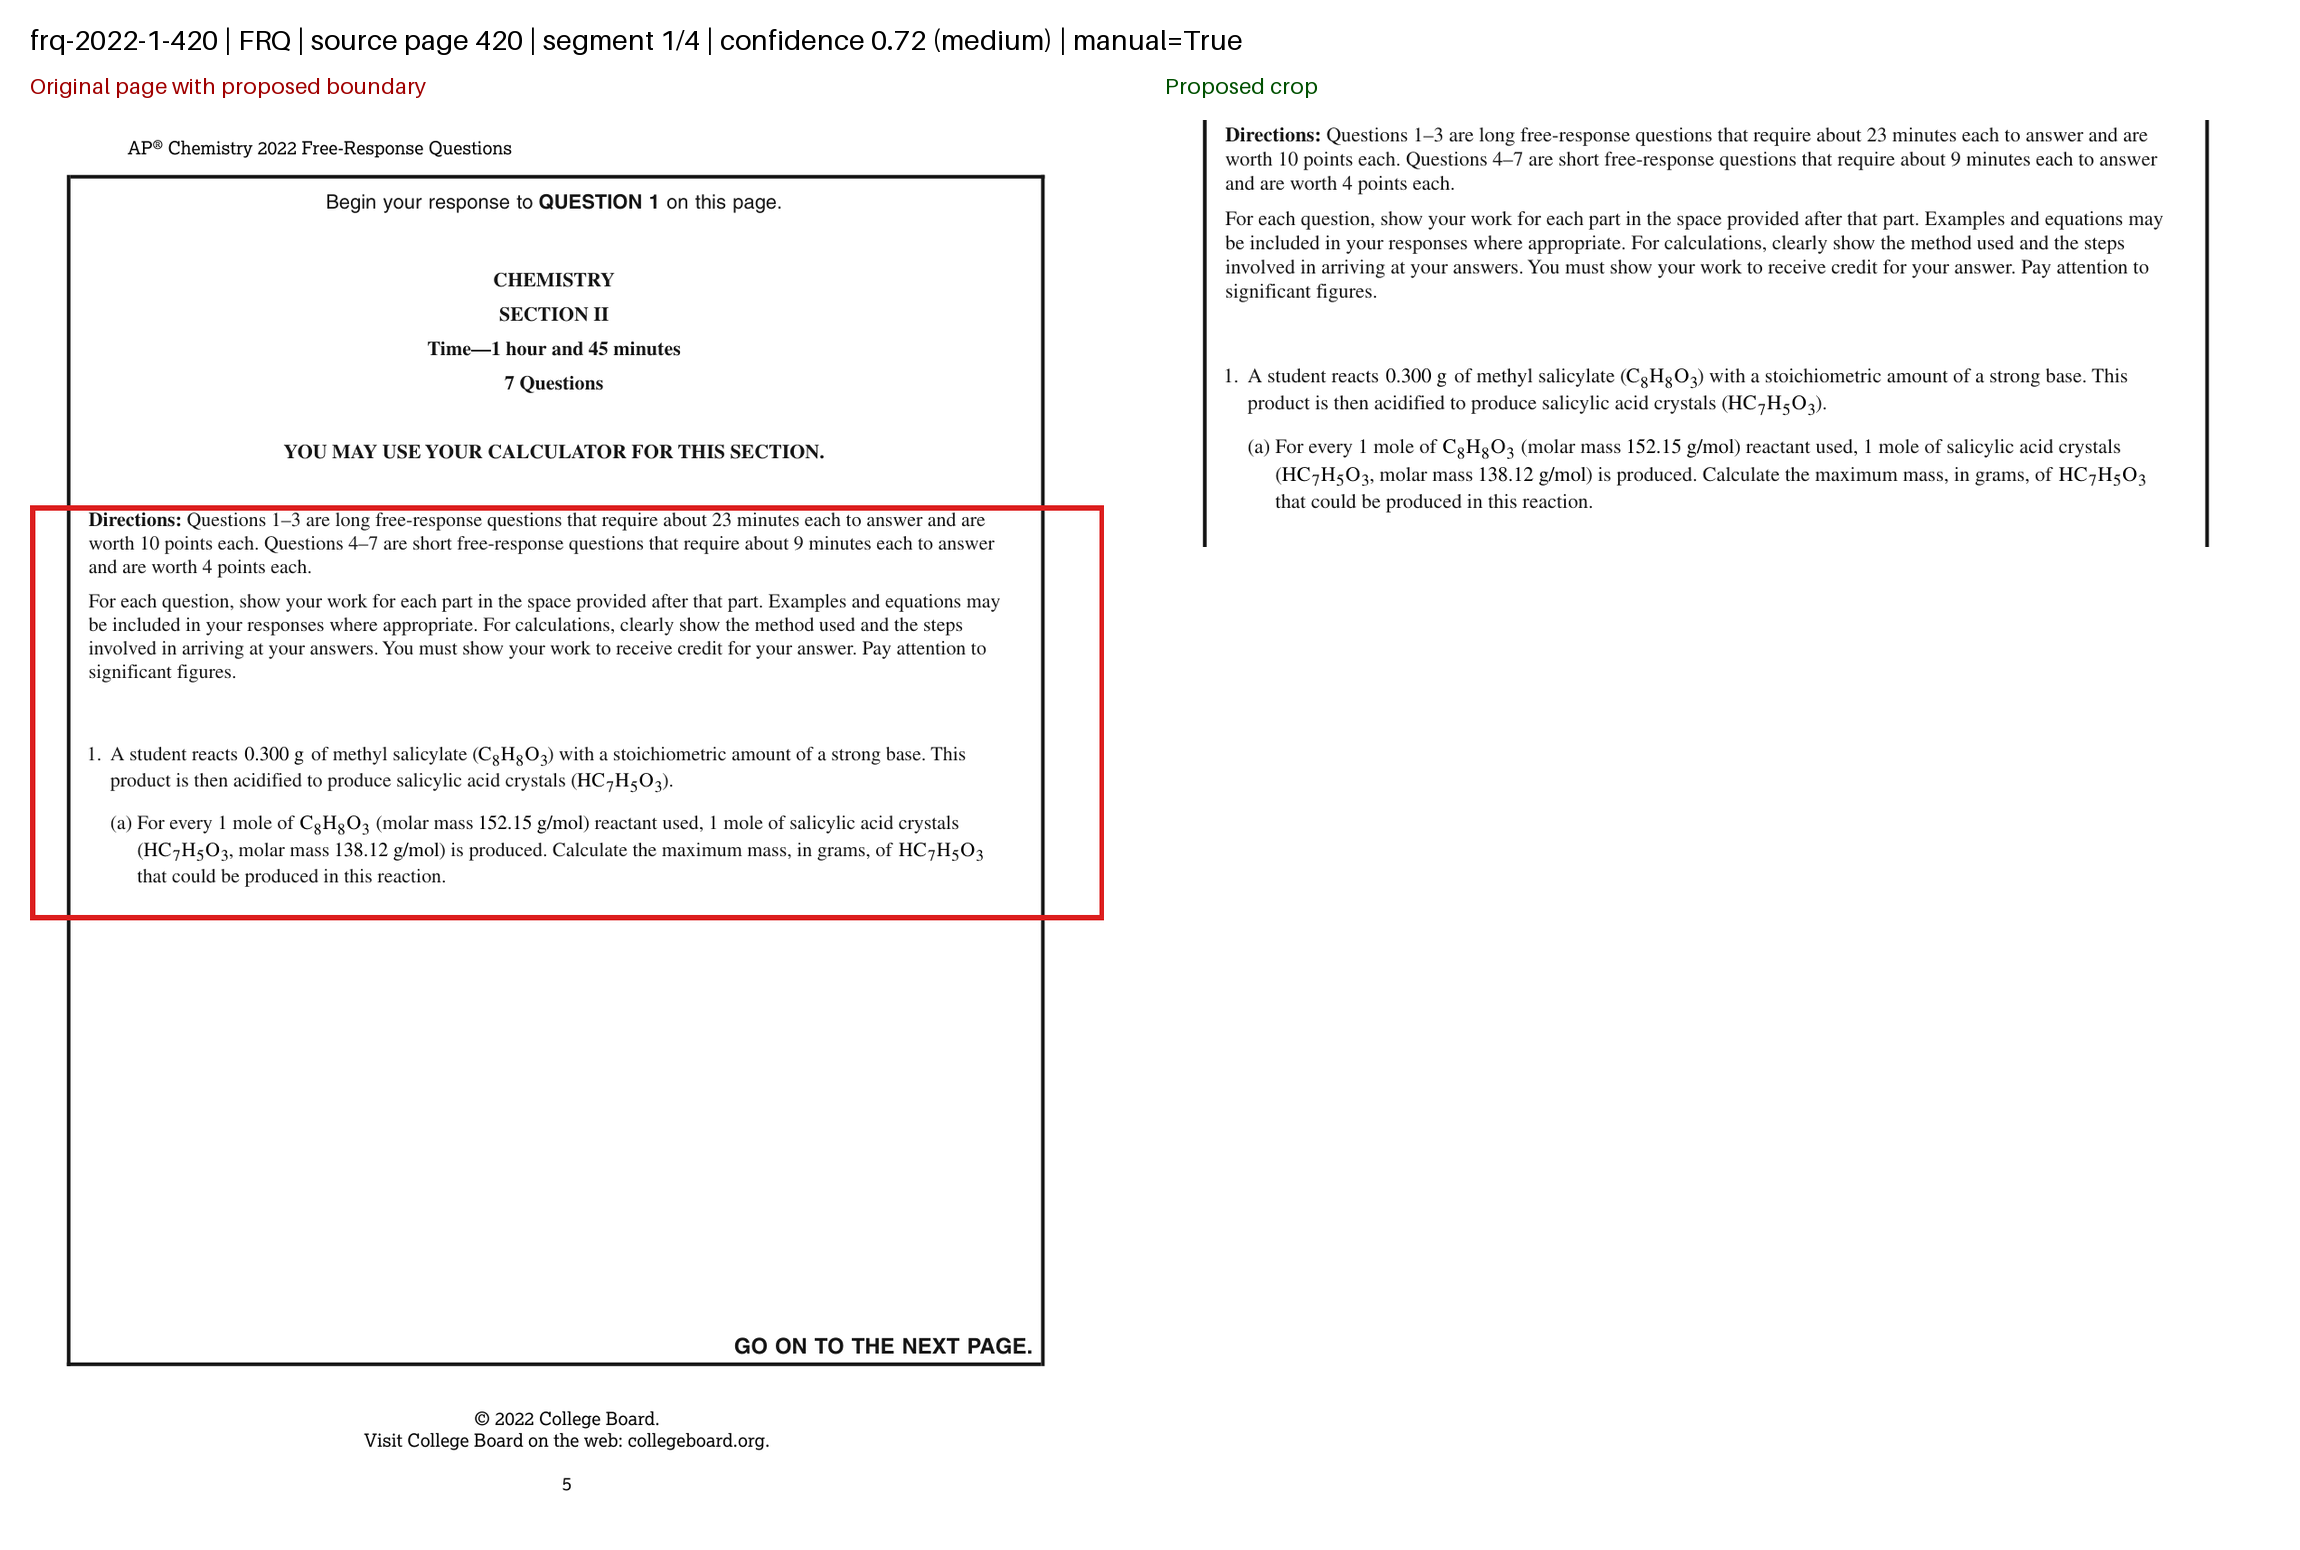 frq-2022-1-420 | FRQ | source page 420 | segment 1/4 | confidence 0.72 (medium) | manual=True
Original page with proposed boundary
AP® Chemistry 2022 Free-Response Questions
Begin your response to QUESTION 1 on this page.
CHEMISTRY
SECTION II
Time—1 hour and 45 minutes
7 Questions
YOU MAY USE YOUR CALCULATOR FOR THIS SECTION.
Directions: Questions 1–3 are long free-response questions that require about 23 minutes each to answer and are
worth 10 points each. Questions 4–7 are short free-response questions that require about 9 minutes each to answer
and are worth 4 points each.
For each question, show your work for each part in the space provided after that part. Examples and equations may
be included in your responses where appropriate. For calculations, clearly show the method used and the steps
involved in arriving at your answers. You must show your work to receive credit for your answer. Pay attention to
significant figures.
1. A student reacts 0.300 g of methyl salicylate (C₈H₈O₃) with a stoichiometric amount of a strong base. This
product is then acidified to produce salicylic acid crystals (HC₇H₅O₃).
(a) For every 1 mole of C₈H₈O₃ (molar mass 152.15 g/mol) reactant used, 1 mole of salicylic acid crystals
(HC₇H₅O₃, molar mass 138.12 g/mol) is produced. Calculate the maximum mass, in grams, of HC₇H₅O₃
that could be produced in this reaction.
GO ON TO THE NEXT PAGE.
© 2022 College Board.
Visit College Board on the web: collegeboard.org.
5
Proposed crop
Directions: Questions 1–3 are long free-response questions that require about 23 minutes each to answer and are
worth 10 points each. Questions 4–7 are short free-response questions that require about 9 minutes each to answer
and are worth 4 points each.
For each question, show your work for each part in the space provided after that part. Examples and equations may
be included in your responses where appropriate. For calculations, clearly show the method used and the steps
involved in arriving at your answers. You must show your work to receive credit for your answer. Pay attention to
significant figures.
1. A student reacts 0.300 g of methyl salicylate (C₈H₈O₃) with a stoichiometric amount of a strong base. This
product is then acidified to produce salicylic acid crystals (HC₇H₅O₃).
(a) For every 1 mole of C₈H₈O₃ (molar mass 152.15 g/mol) reactant used, 1 mole of salicylic acid crystals
(HC₇H₅O₃, molar mass 138.12 g/mol) is produced. Calculate the maximum mass, in grams, of HC₇H₅O₃
that could be produced in this reaction.